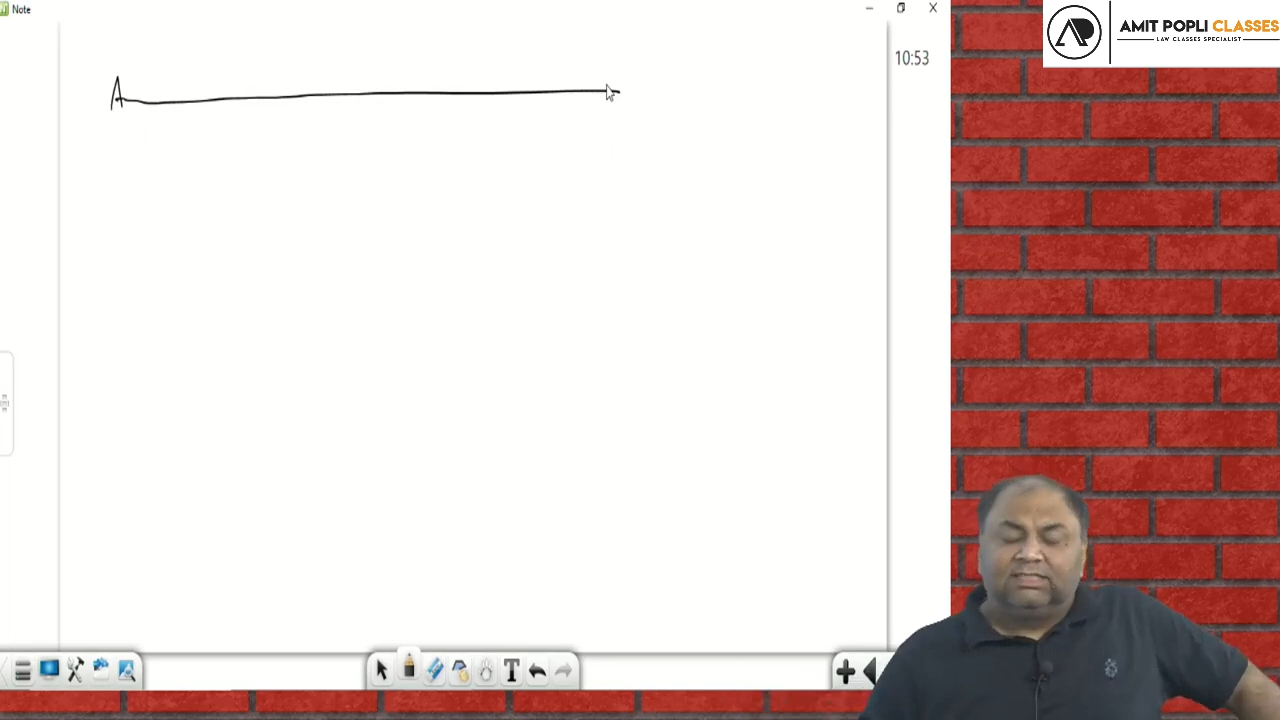 Note
AMIT POPLI CLASSES
LAW CLASSES SPECIALIST
10:53
A
T